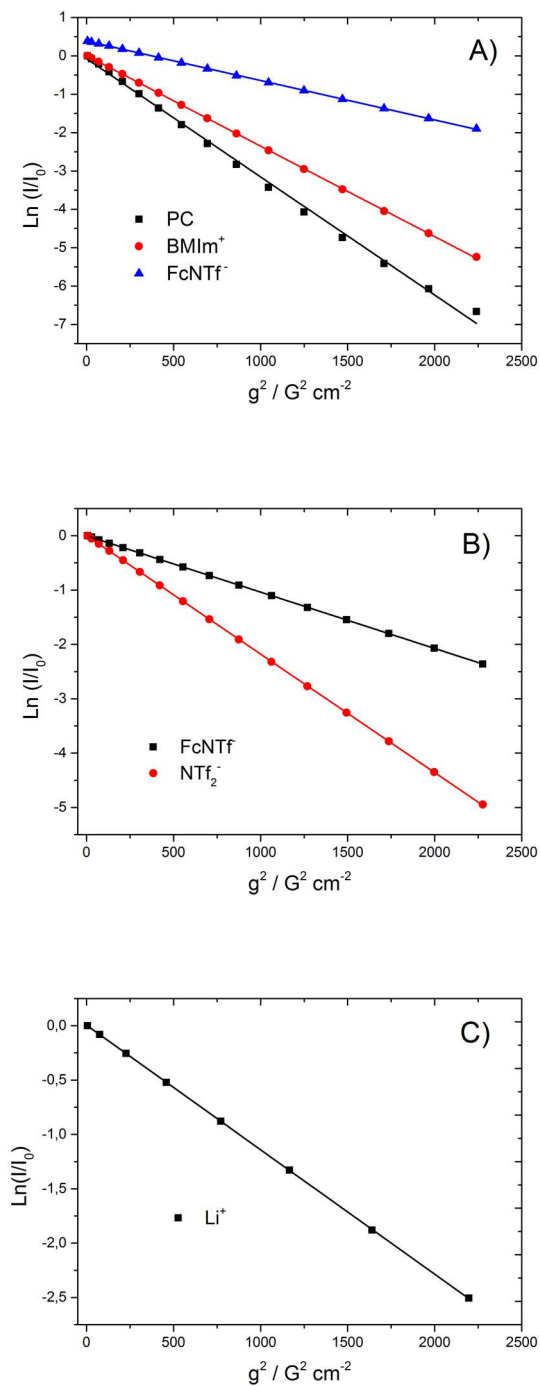 A)
1
0
-1
-2
-3
-4
-5
-6
-7
Ln (I/I₀)
PC
BMIm⁺
FcNTf⁻
0 500 1000 1500 2000 2500
g² / G² cm⁻²
B)
0
-1
-2
-3
-4
-5
Ln (I/I₀)
FcNTf⁻
NTf₂⁻
0 500 1000 1500 2000 2500
g² / G² cm⁻²
C)
0,0
-0,5
-1,0
-1,5
-2,0
-2,5
Ln(I/I₀)
Li⁺
0 500 1000 1500 2000 2500
g² / G² cm⁻²